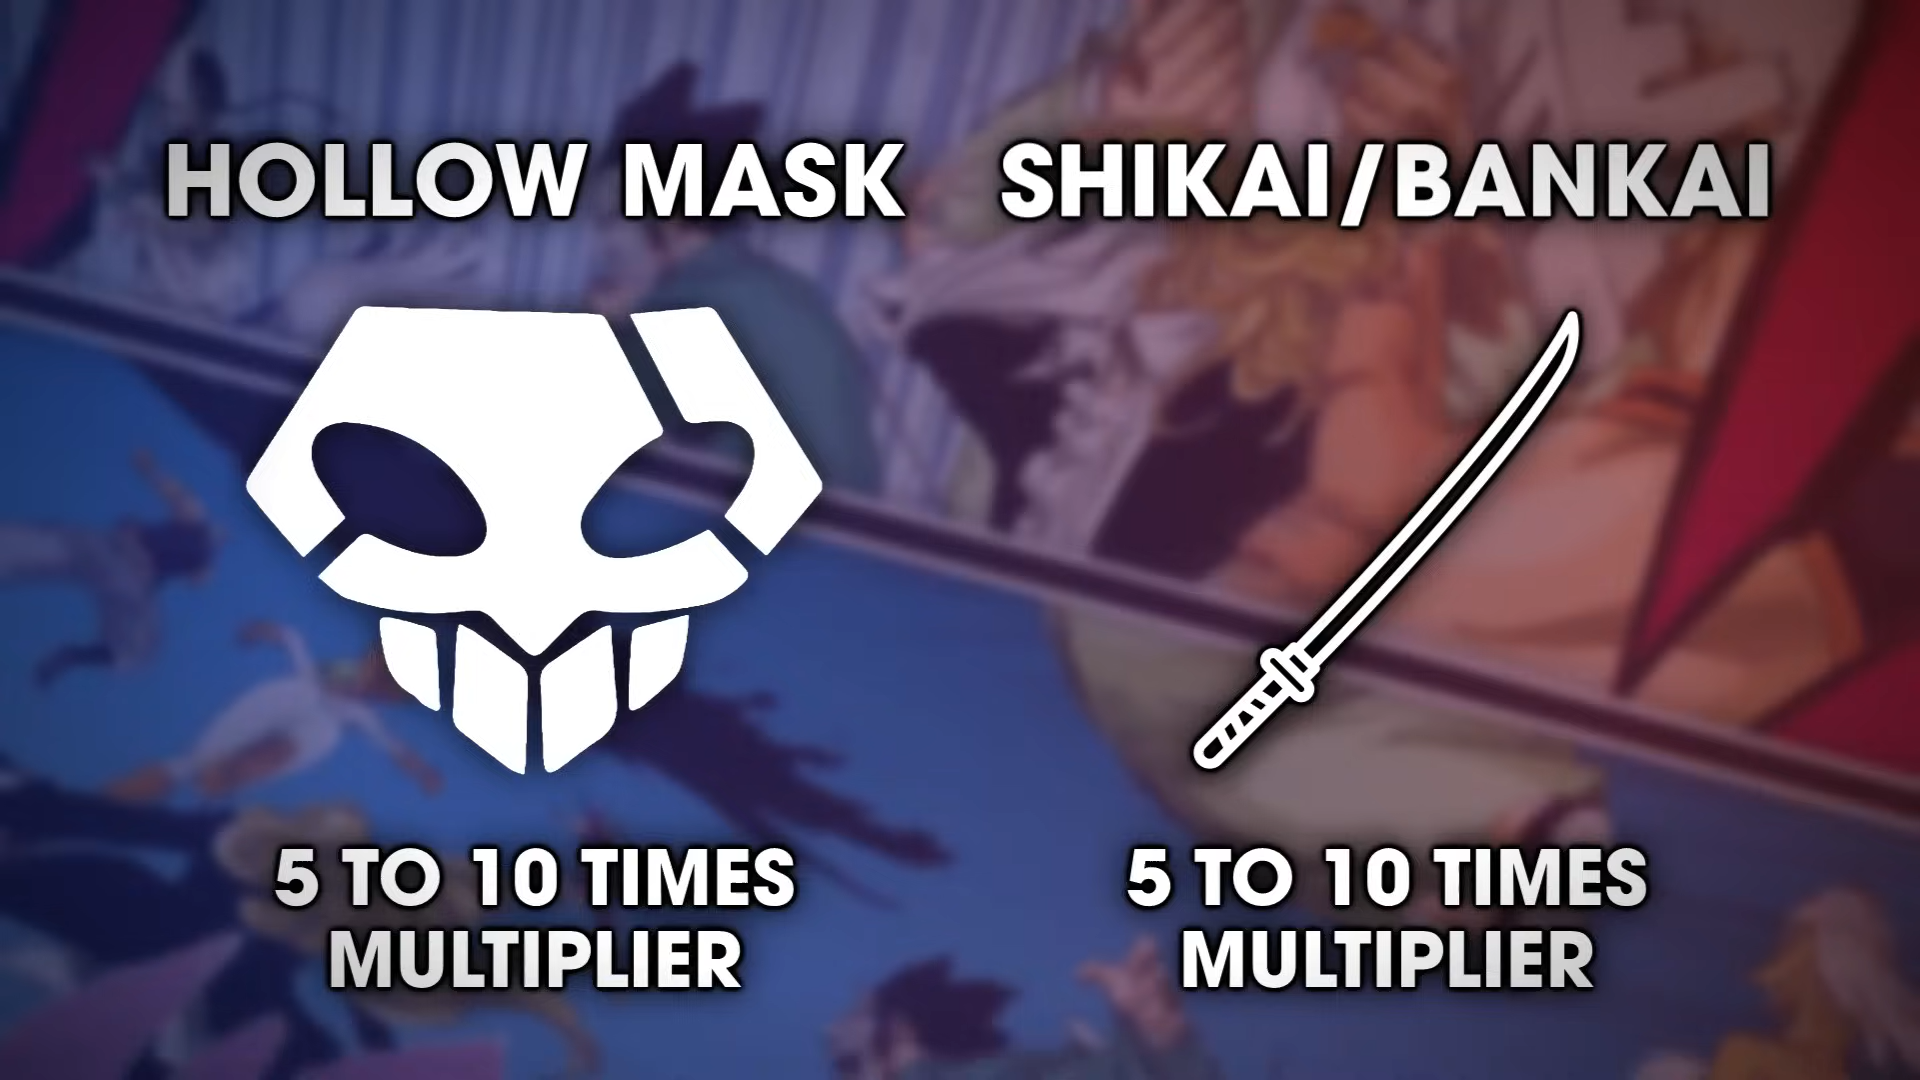 HOLLOW MASK
SHIKAI/BANKAI
5 TO 10 TIMES
MULTIPLIER
5 TO 10 TIMES
MULTIPLIER